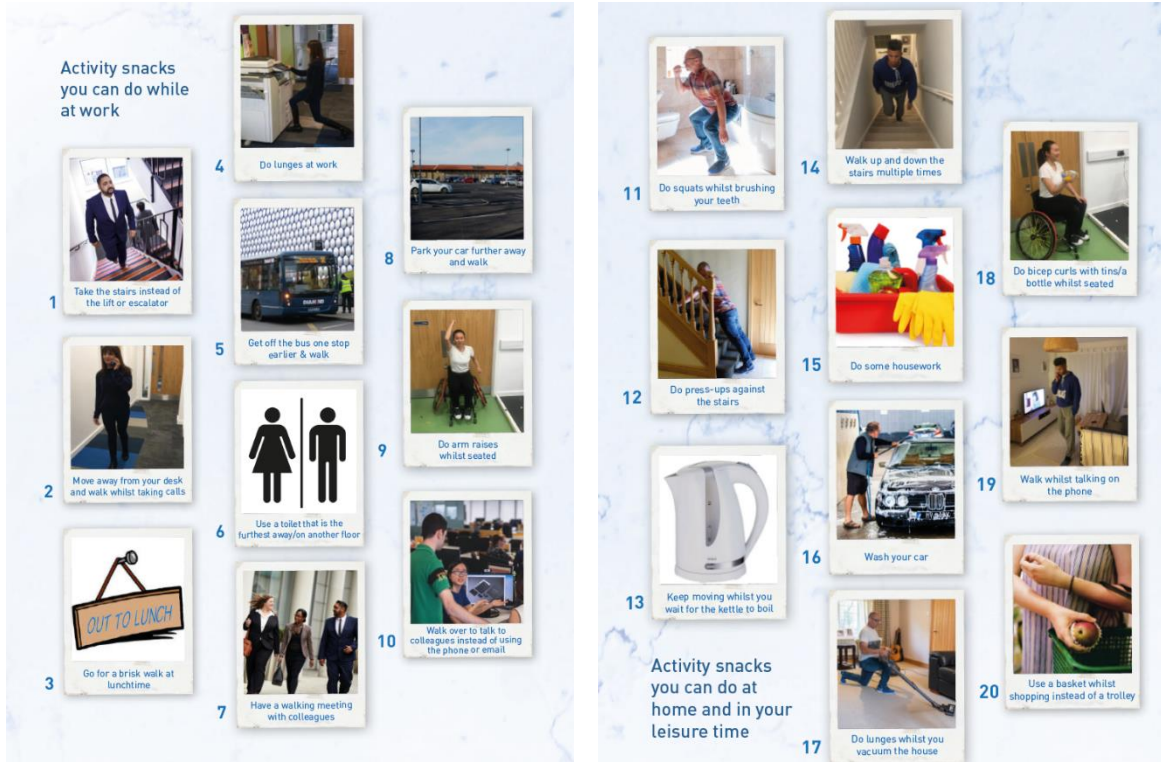 Activity snacks
you can do while
at work
1
Take the stairs instead of
the lift or escalator
2
Move away from your desk
and walk whilst taking calls
OUT TO LUNCH
3
Go for a brisk walk at
lunchtime
4
Do lunges at work
5
Get off the bus one stop
earlier & walk
6
Use a toilet that is the
furthest away/on another floor
7
Have a walking meeting
with colleagues
8
Park your car further away
and walk
9
Do arm raises
whilst seated
10
Walk over to talk to
colleagues instead of using
the phone or email
11
Do squats whilst brushing
your teeth
12
Do press-ups against
the stairs
13
Keep moving whilst you
wait for the kettle to boil
Activity snacks
you can do at
home and in your
leisure time
14
Walk up and down the
stairs multiple times
15
Do some housework
16
Wash your car
17
Do lunges whilst you
vacuum the house
18
Do bicep curls with tins/a
bottle whilst seated
19
Walk whilst talking on
the phone
20
Use a basket whilst
shopping instead of a trolley